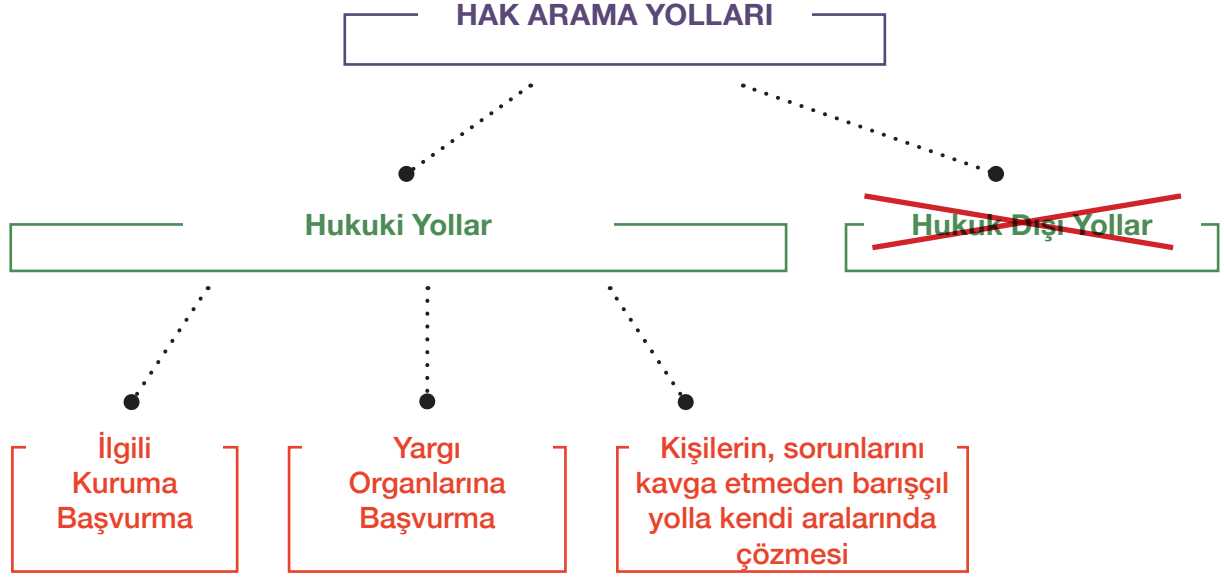 HAK ARAMA YOLLARI
Hukuki Yollar
Hukuk Dışı Yollar
İlgili
Kuruma
Başvurma
Yargı
Organlarına
Başvurma
Kişilerin, sorunlarını
kavga etmeden barışçıl
yolla kendi aralarında
çözmesi